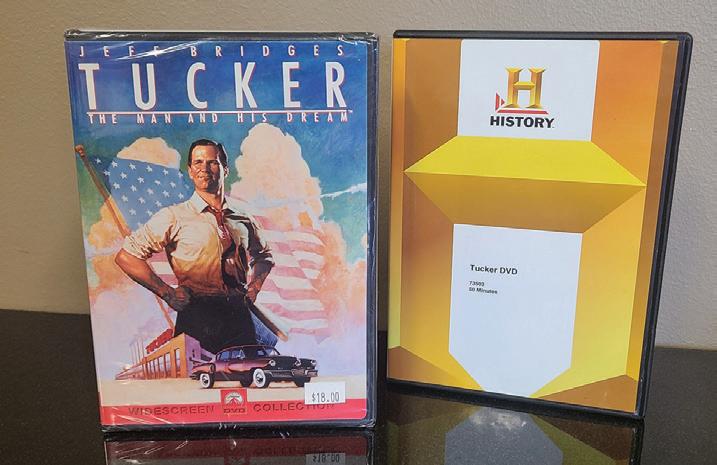 JEFF BRIDGES
TUCKER
THE MAN AND HIS DREAM
$18.00
WIDESCREEN DVD COLLECTION
H
HISTORY
Tucker DVD
73503
50 Minutes